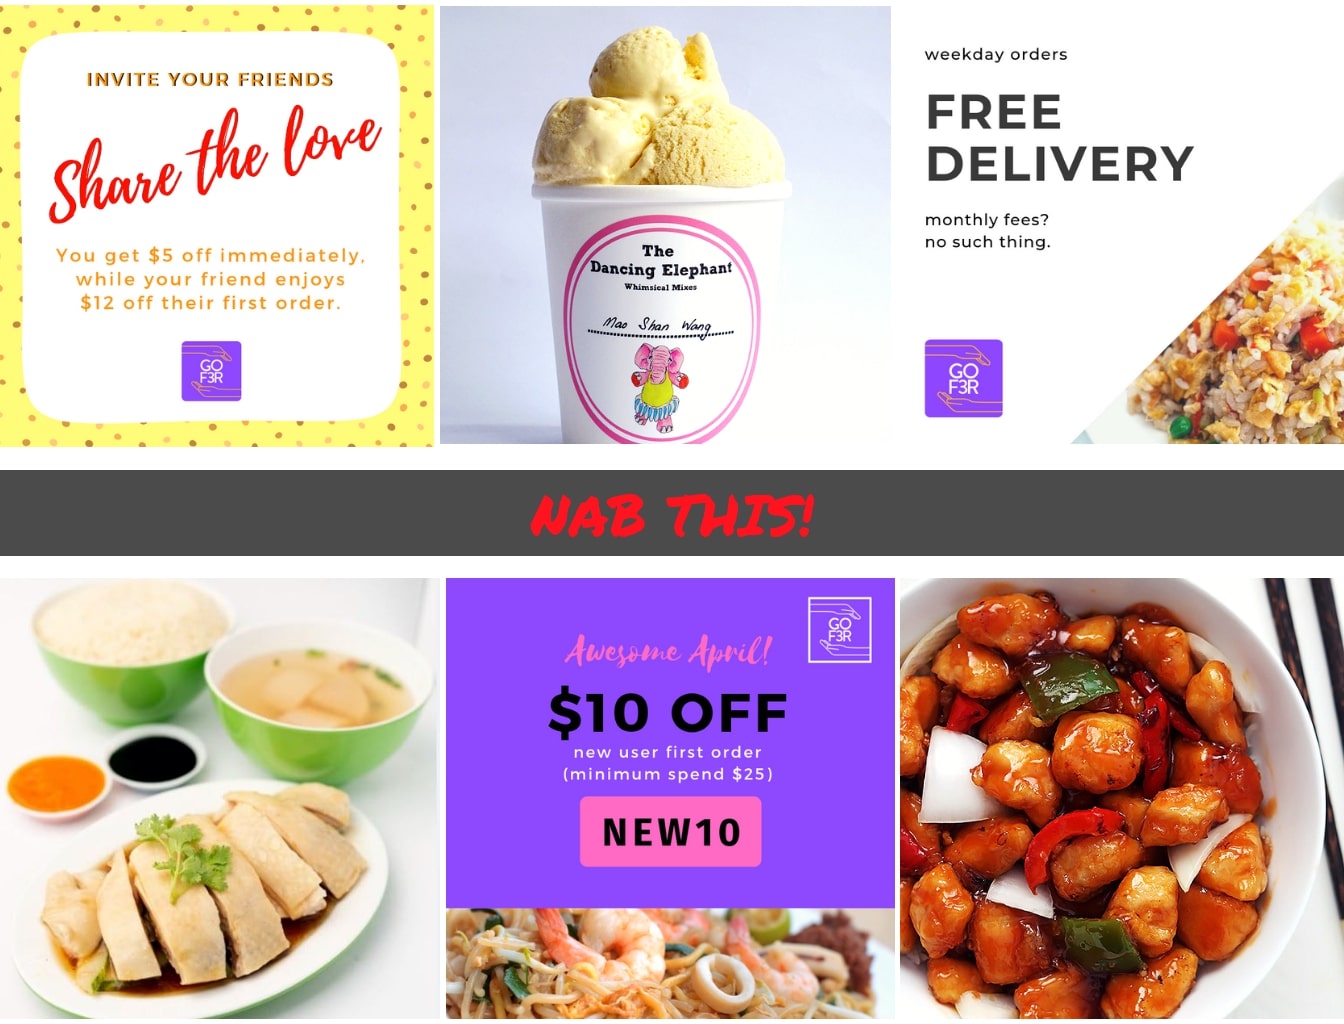 INVITE YOUR FRIENDS
Share the love
You get $5 off immediately,
while your friend enjoys
$12 off their first order.
GO
F3R
The
Dancing Elephant
Whimsical Mixes
Mao Shan Wang
weekday orders
FREE
DELIVERY
monthly fees?
no such thing.
GO
F3R
NAB THIS!
GO
F3R
Awesome April!
$10 OFF
new user first order
(minimum spend $25)
NEW10